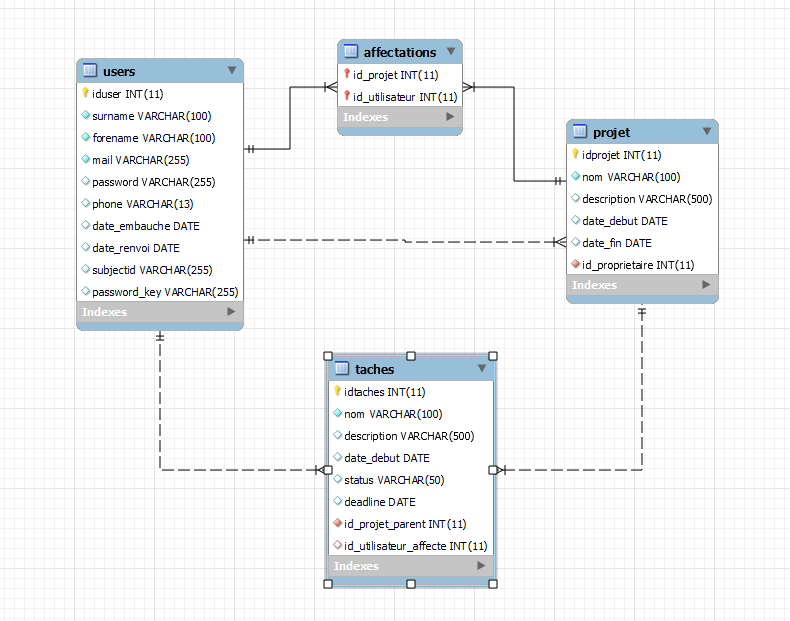 users
iduser INT(11)
surname VARCHAR(100)
forename VARCHAR(100)
mail VARCHAR(255)
password VARCHAR(255)
phone VARCHAR(13)
date_embauche DATE
date_renvoi DATE
subjectid VARCHAR(255)
password_key VARCHAR(255)
Indexes
affectations
id_projet INT(11)
id_utilisateur INT(11)
Indexes
projet
idprojet INT(11)
nom VARCHAR(100)
description VARCHAR(500)
date_debut DATE
date_fin DATE
id_proprietaire INT(11)
Indexes
taches
idtaches INT(11)
nom VARCHAR(100)
description VARCHAR(500)
date_debut DATE
status VARCHAR(50)
deadline DATE
id_projet_parent INT(11)
id_utilisateur_affecte INT(11)
Indexes